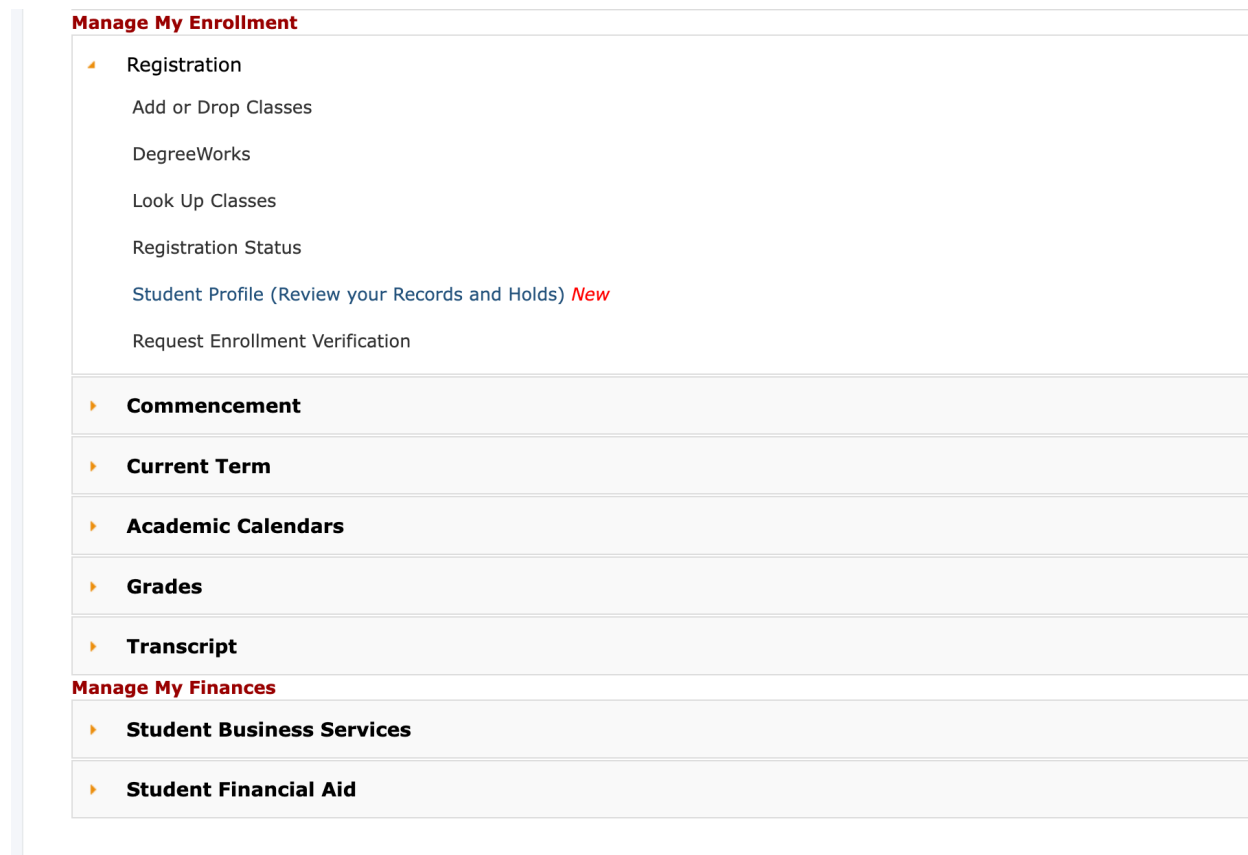 Manage My Enrollment
Registration
Add or Drop Classes
DegreeWorks
Look Up Classes
Registration Status
Student Profile (Review your Records and Holds) New
Request Enrollment Verification
Commencement
Current Term
Academic Calendars
Grades
Transcript
Manage My Finances
Student Business Services
Student Financial Aid